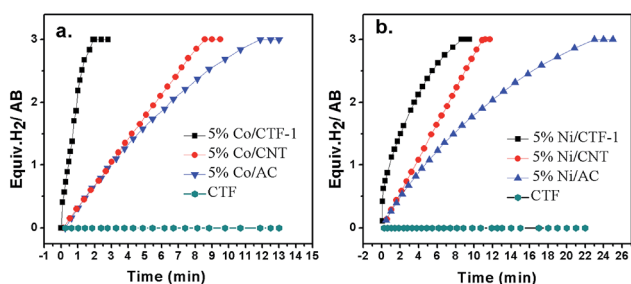 a.
Equiv.H₂/ AB
3
2
1
0
5% Co/CTF-1
5% Co/CNT
5% Co/AC
CTF
-1 0 1 2 3 4 5 6 7 8 9 10 11 12 13 14 15
Time (min)
b.
Equiv.H₂/ AB
3
2
1
0
5% Ni/CTF-1
5% Ni/CNT
5% Ni/AC
CTF
-2 0 2 4 6 8 10 12 14 16 18 20 22 24 26
Time (min)